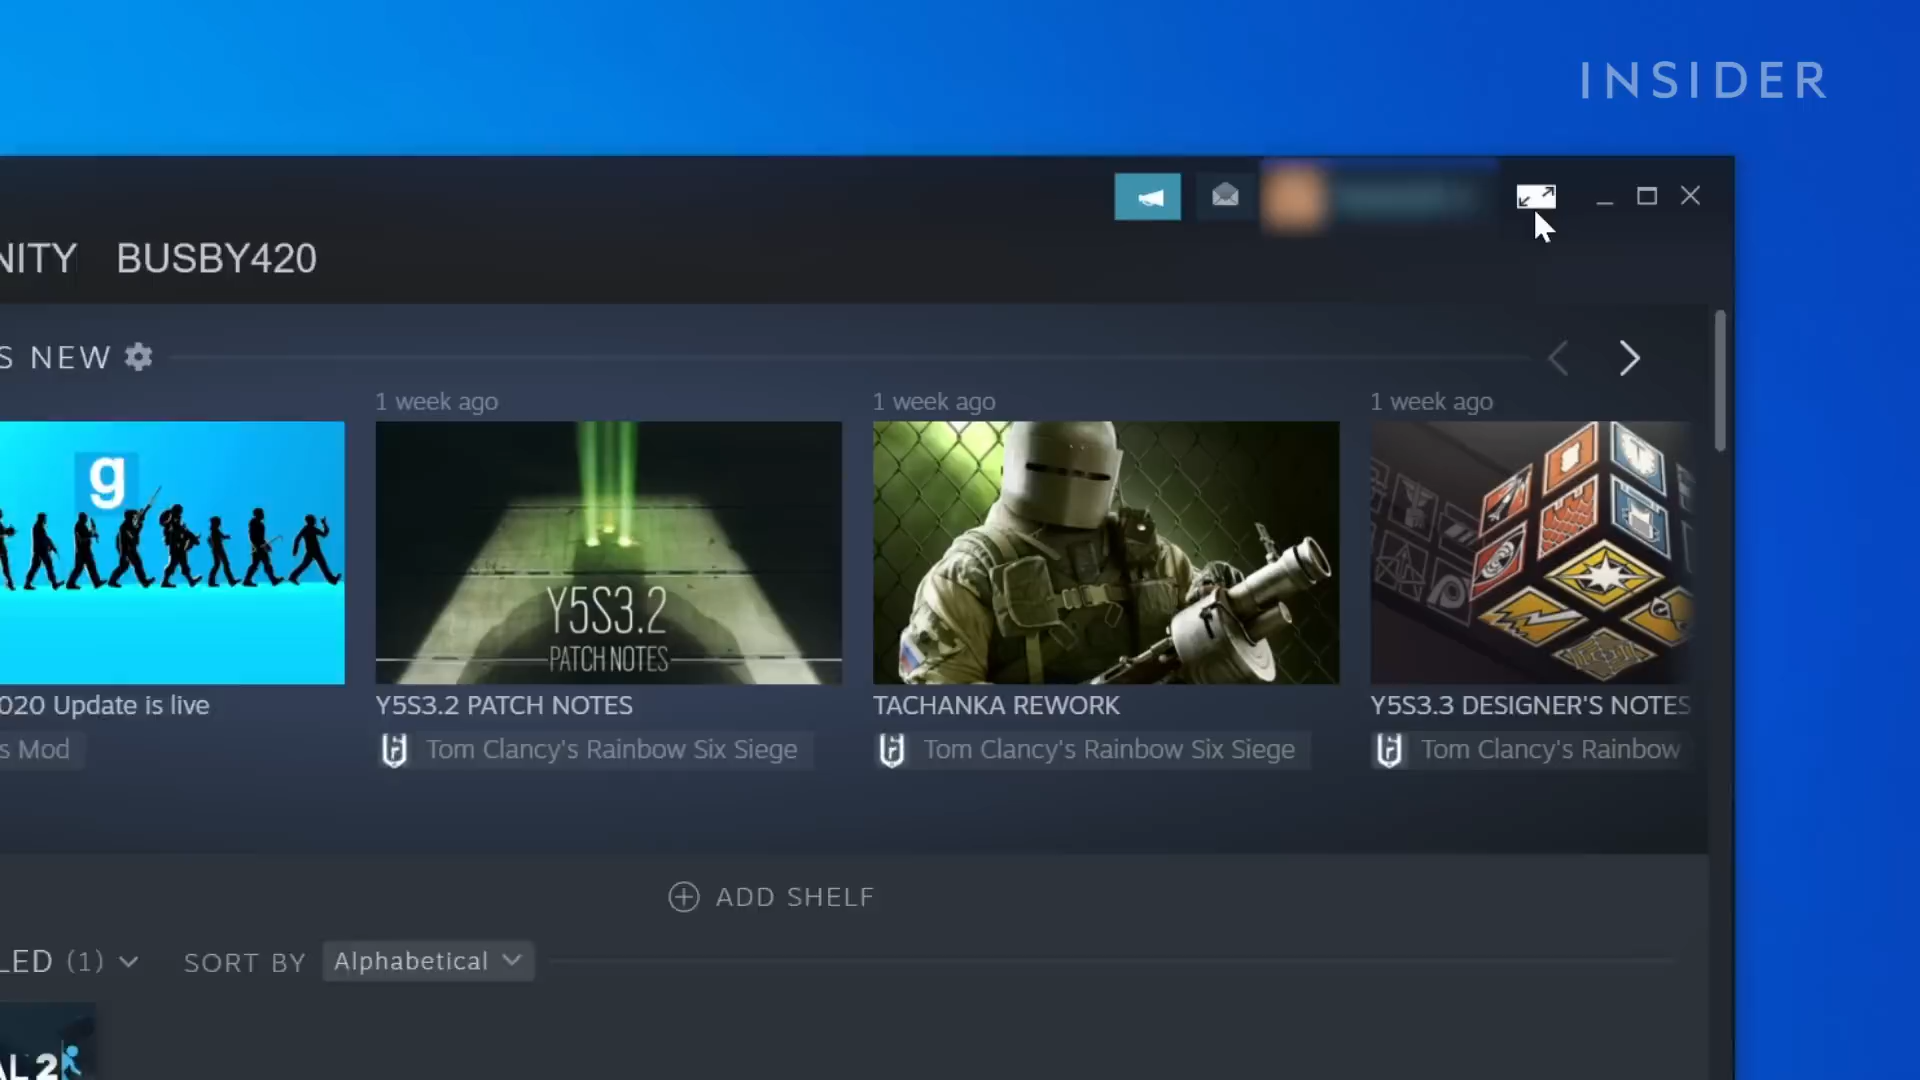 INSIDER
NITY BUSBY420
S NEW
1 week ago
1 week ago
1 week ago
g
Y5S3.2
PATCH NOTES
020 Update is live
Y5S3.2 PATCH NOTES
TACHANKA REWORK
Y5S3.3 DESIGNER'S NOTES
s Mod
Tom Clancy's Rainbow Six Siege
Tom Clancy's Rainbow Six Siege
Tom Clancy's Rainbow
ADD SHELF
LED (1)
SORT BY Alphabetical
AL 2